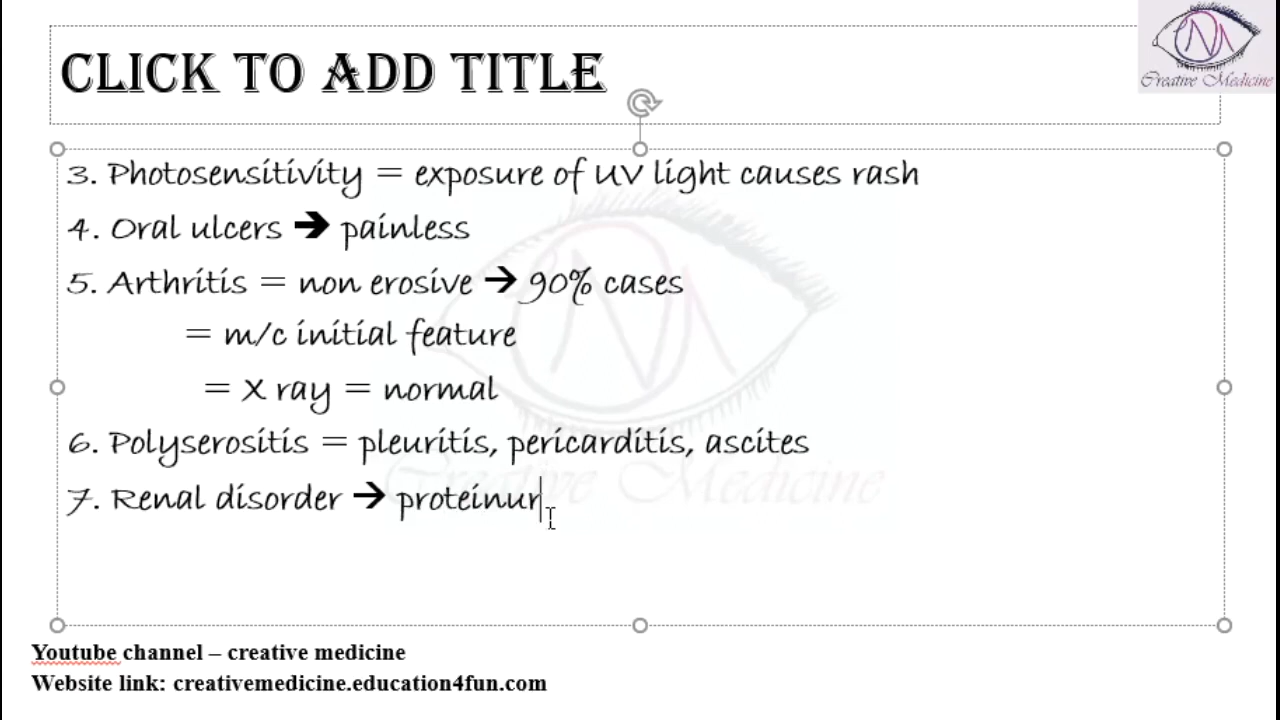 CLICK TO ADD TITLE
Creative Medicine
3. Photosensitivity = exposure of UV light causes rash
4. Oral ulcers ➔ painless
5. Arthritis = non erosive ➔ 90% cases
= m/c initial feature
= X ray = normal
6. Polyserositis = pleuritis, pericarditis, ascites
7. Renal disorder ➔ proteinur
Creative Medicine
Youtube channel – creative medicine
Website link: creativemedicine.education4fun.com